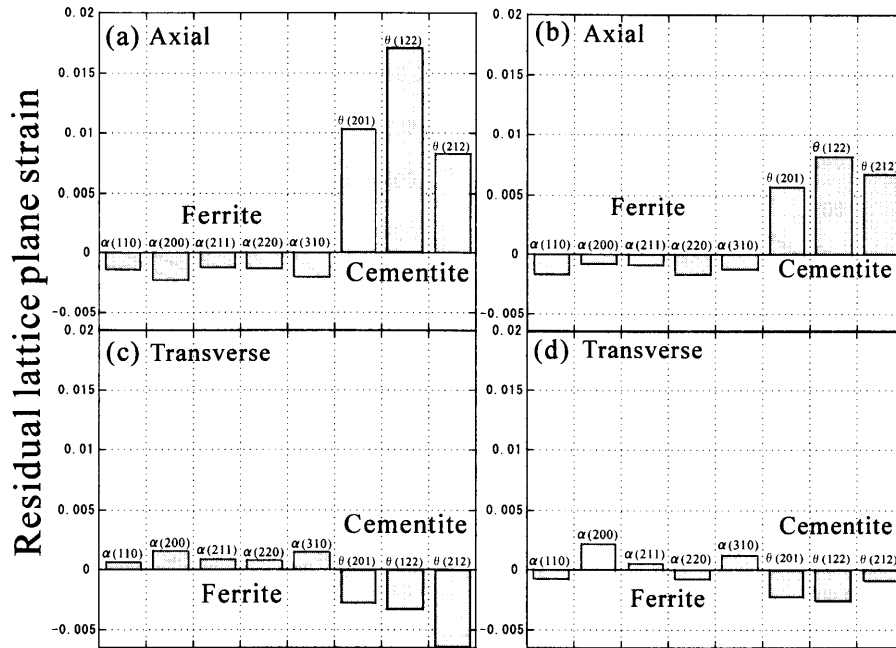 Residual lattice plane strain
(a) Axial
0.02
0.015
0.01
0.005
0
-0.005
Ferrite
α(110) α(200) α(211) α(220) α(310)
θ(201)
θ(122)
θ(212)
Cementite
(b) Axial
0.02
0.015
0.01
0.005
0
-0.005
Ferrite
α(110) α(200) α(211) α(220) α(310)
θ(201)
θ(122)
θ(212)
Cementite
(c) Transverse
0.02
0.015
0.01
0.005
0
-0.005
Cementite
α(110) α(200) α(211) α(220) α(310)
θ(201) θ(122) θ(212)
Ferrite
(d) Transverse
0.02
0.015
0.01
0.005
0
-0.005
Cementite
α(110) α(200) α(211) α(220) α(310)
θ(201) θ(122) θ(212)
Ferrite